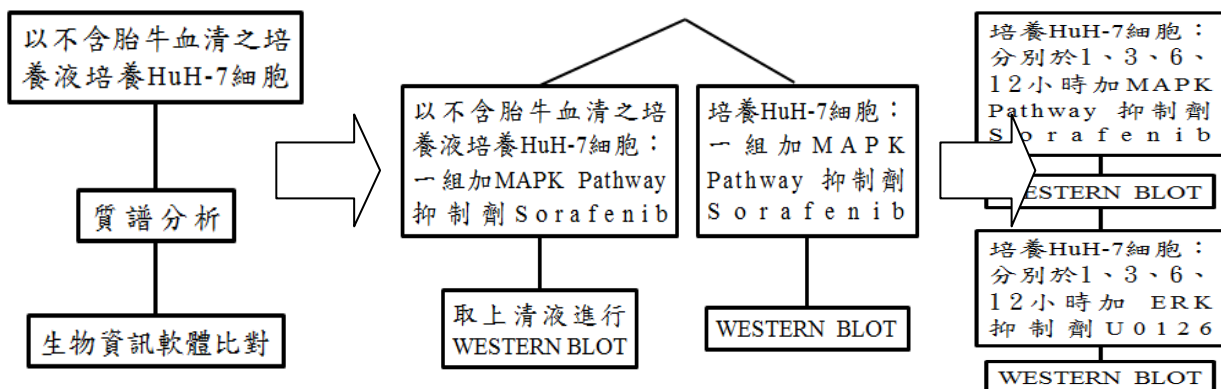 以不含胎牛血清之培
養液培養HuH-7細胞
質譜分析
生物資訊軟體比對
以不含胎牛血清之培
養液培養HuH-7細胞：
一組加MAPK Pathway
抑制劑Sorafenib
取上清液進行
WESTERN BLOT
培養HuH-7細胞：
一組加MAPK
Pathway 抑制劑
Sorafenib
WESTERN BLOT
培養HuH-7細胞：
分別於1、3、6、
12小時加MAPK
Pathway 抑制劑
Sorafenib
WESTERN BLOT
培養HuH-7細胞：
分別於1、3、6、
12小時加 ERK
抑制劑U0126
WESTERN BLOT